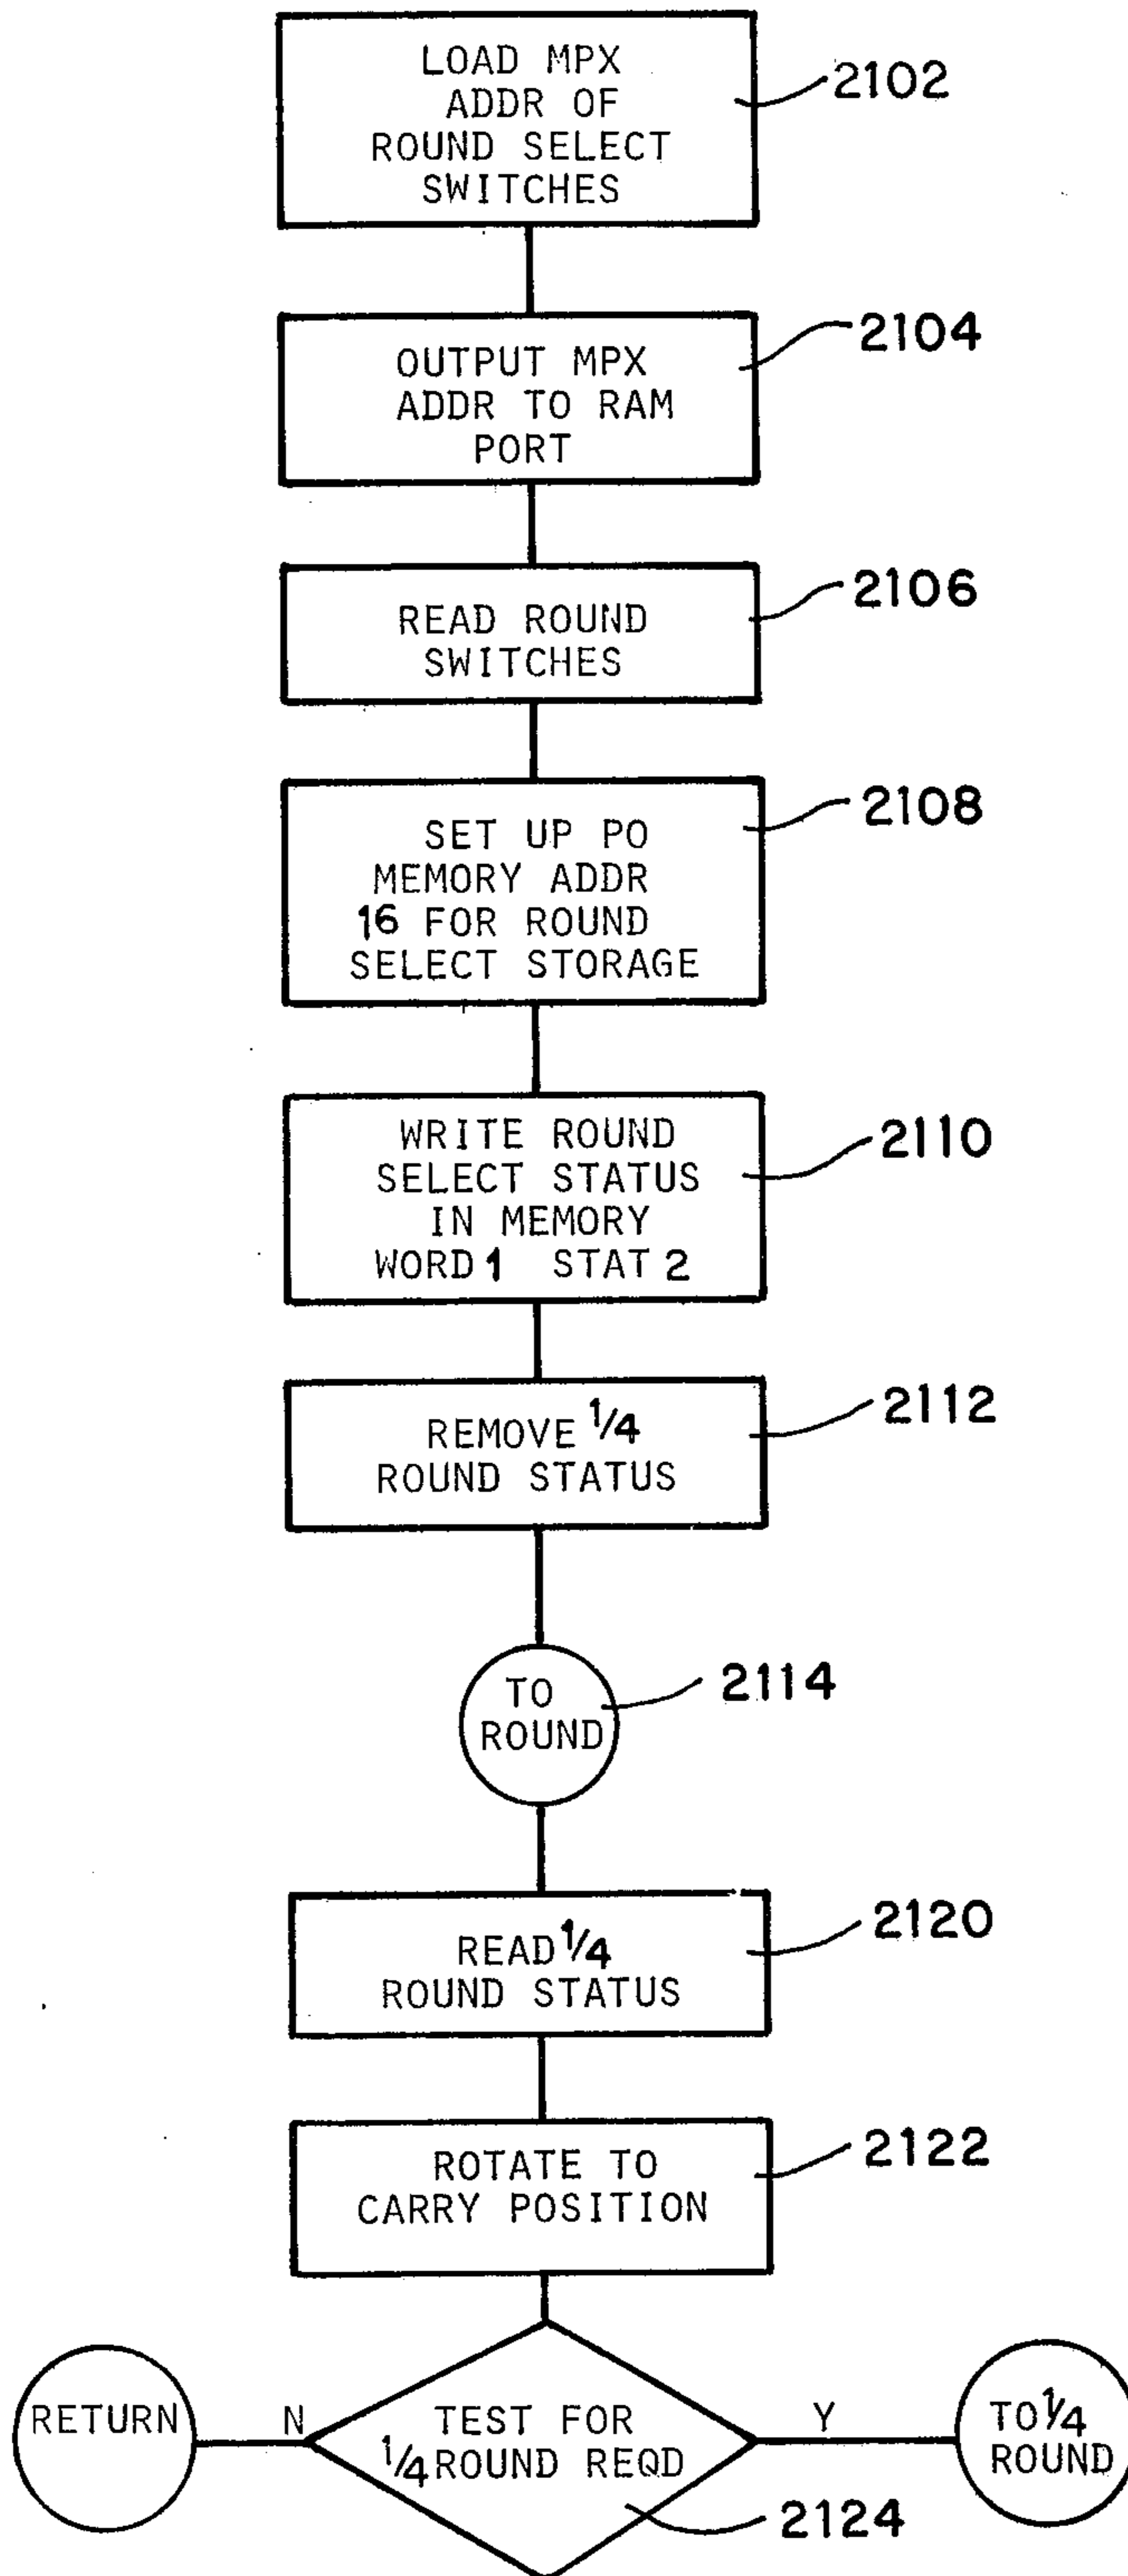 LOAD MPX
ADDR OF
ROUND SELECT
SWITCHES
2102
OUTPUT MPX
ADDR TO RAM
PORT
2104
READ ROUND
SWITCHES
2106
SET UP PO
MEMORY ADDR
16 FOR ROUND
SELECT STORAGE
2108
WRITE ROUND
SELECT STATUS
IN MEMORY
WORD 1 STAT 2
2110
REMOVE 1/4
ROUND STATUS
2112
TO
ROUND
2114
READ 1/4
ROUND STATUS
2120
ROTATE TO
CARRY POSITION
2122
RETURN
N
TEST FOR
1/4 ROUND REQD
Y
TO 1/4
ROUND
2124